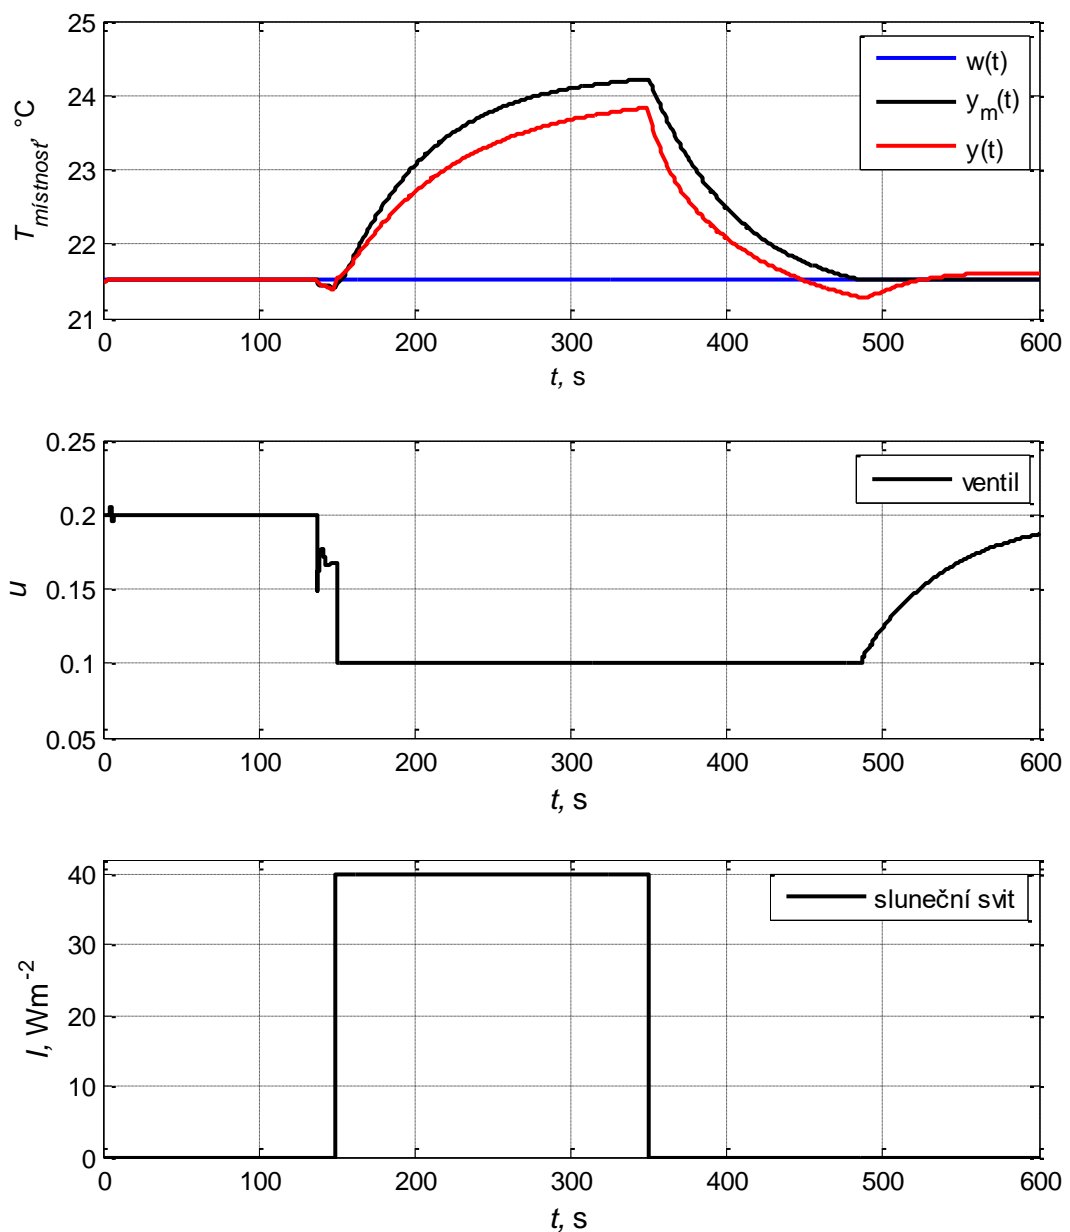 25
24
23
22
21
T místnost, °C
w(t)
y_m(t)
y(t)
0 100 200 300 400 500 600
t, s
0.25
0.2
0.15
0.1
0.05
u
ventil
0 100 200 300 400 500 600
t, s
40
30
20
10
0
I, Wm-2
sluneční svit
0 100 200 300 400 500 600
t, s